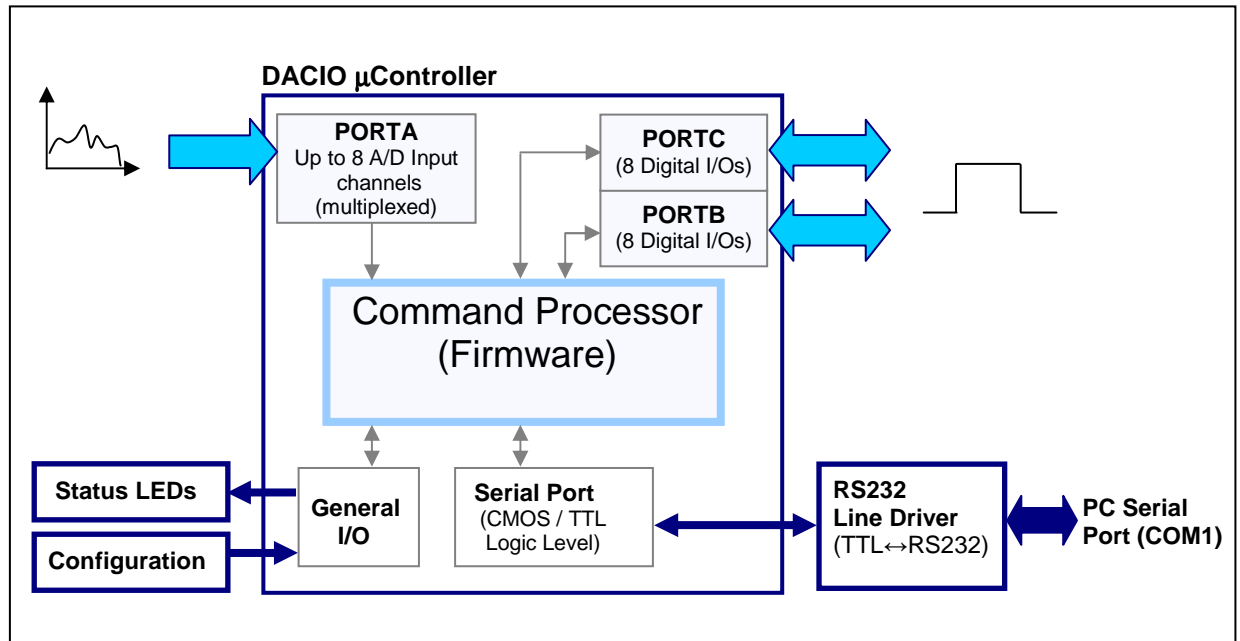 DACIO μController
PORTA
Up to 8 A/D Input
channels
(multiplexed)
PORTC
(8 Digital I/Os)
PORTB
(8 Digital I/Os)
Command Processor
(Firmware)
Status LEDs
Configuration
General
I/O
Serial Port
(CMOS / TTL
Logic Level)
RS232
Line Driver
(TTL↔RS232)
PC Serial
Port (COM1)